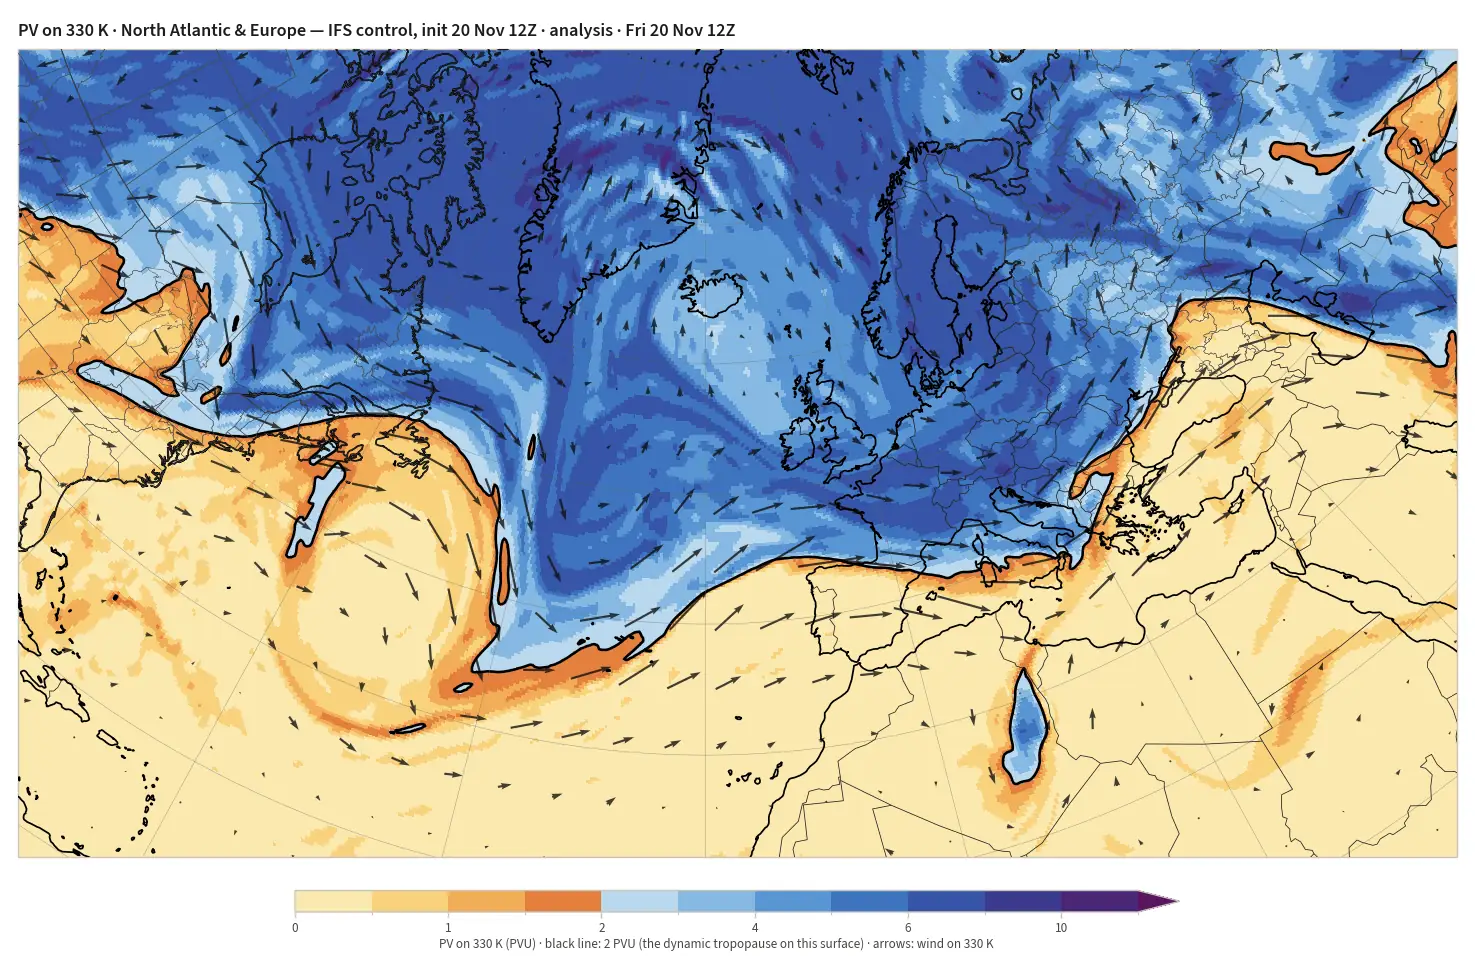 PV on 330 K · North Atlantic & Europe — IFS control, init 20 Nov 12Z · analysis · Fri 20 Nov 12Z
0 1 2 4 6 10
PV on 330 K (PVU) · black line: 2 PVU (the dynamic tropopause on this surface) · arrows: wind on 330 K